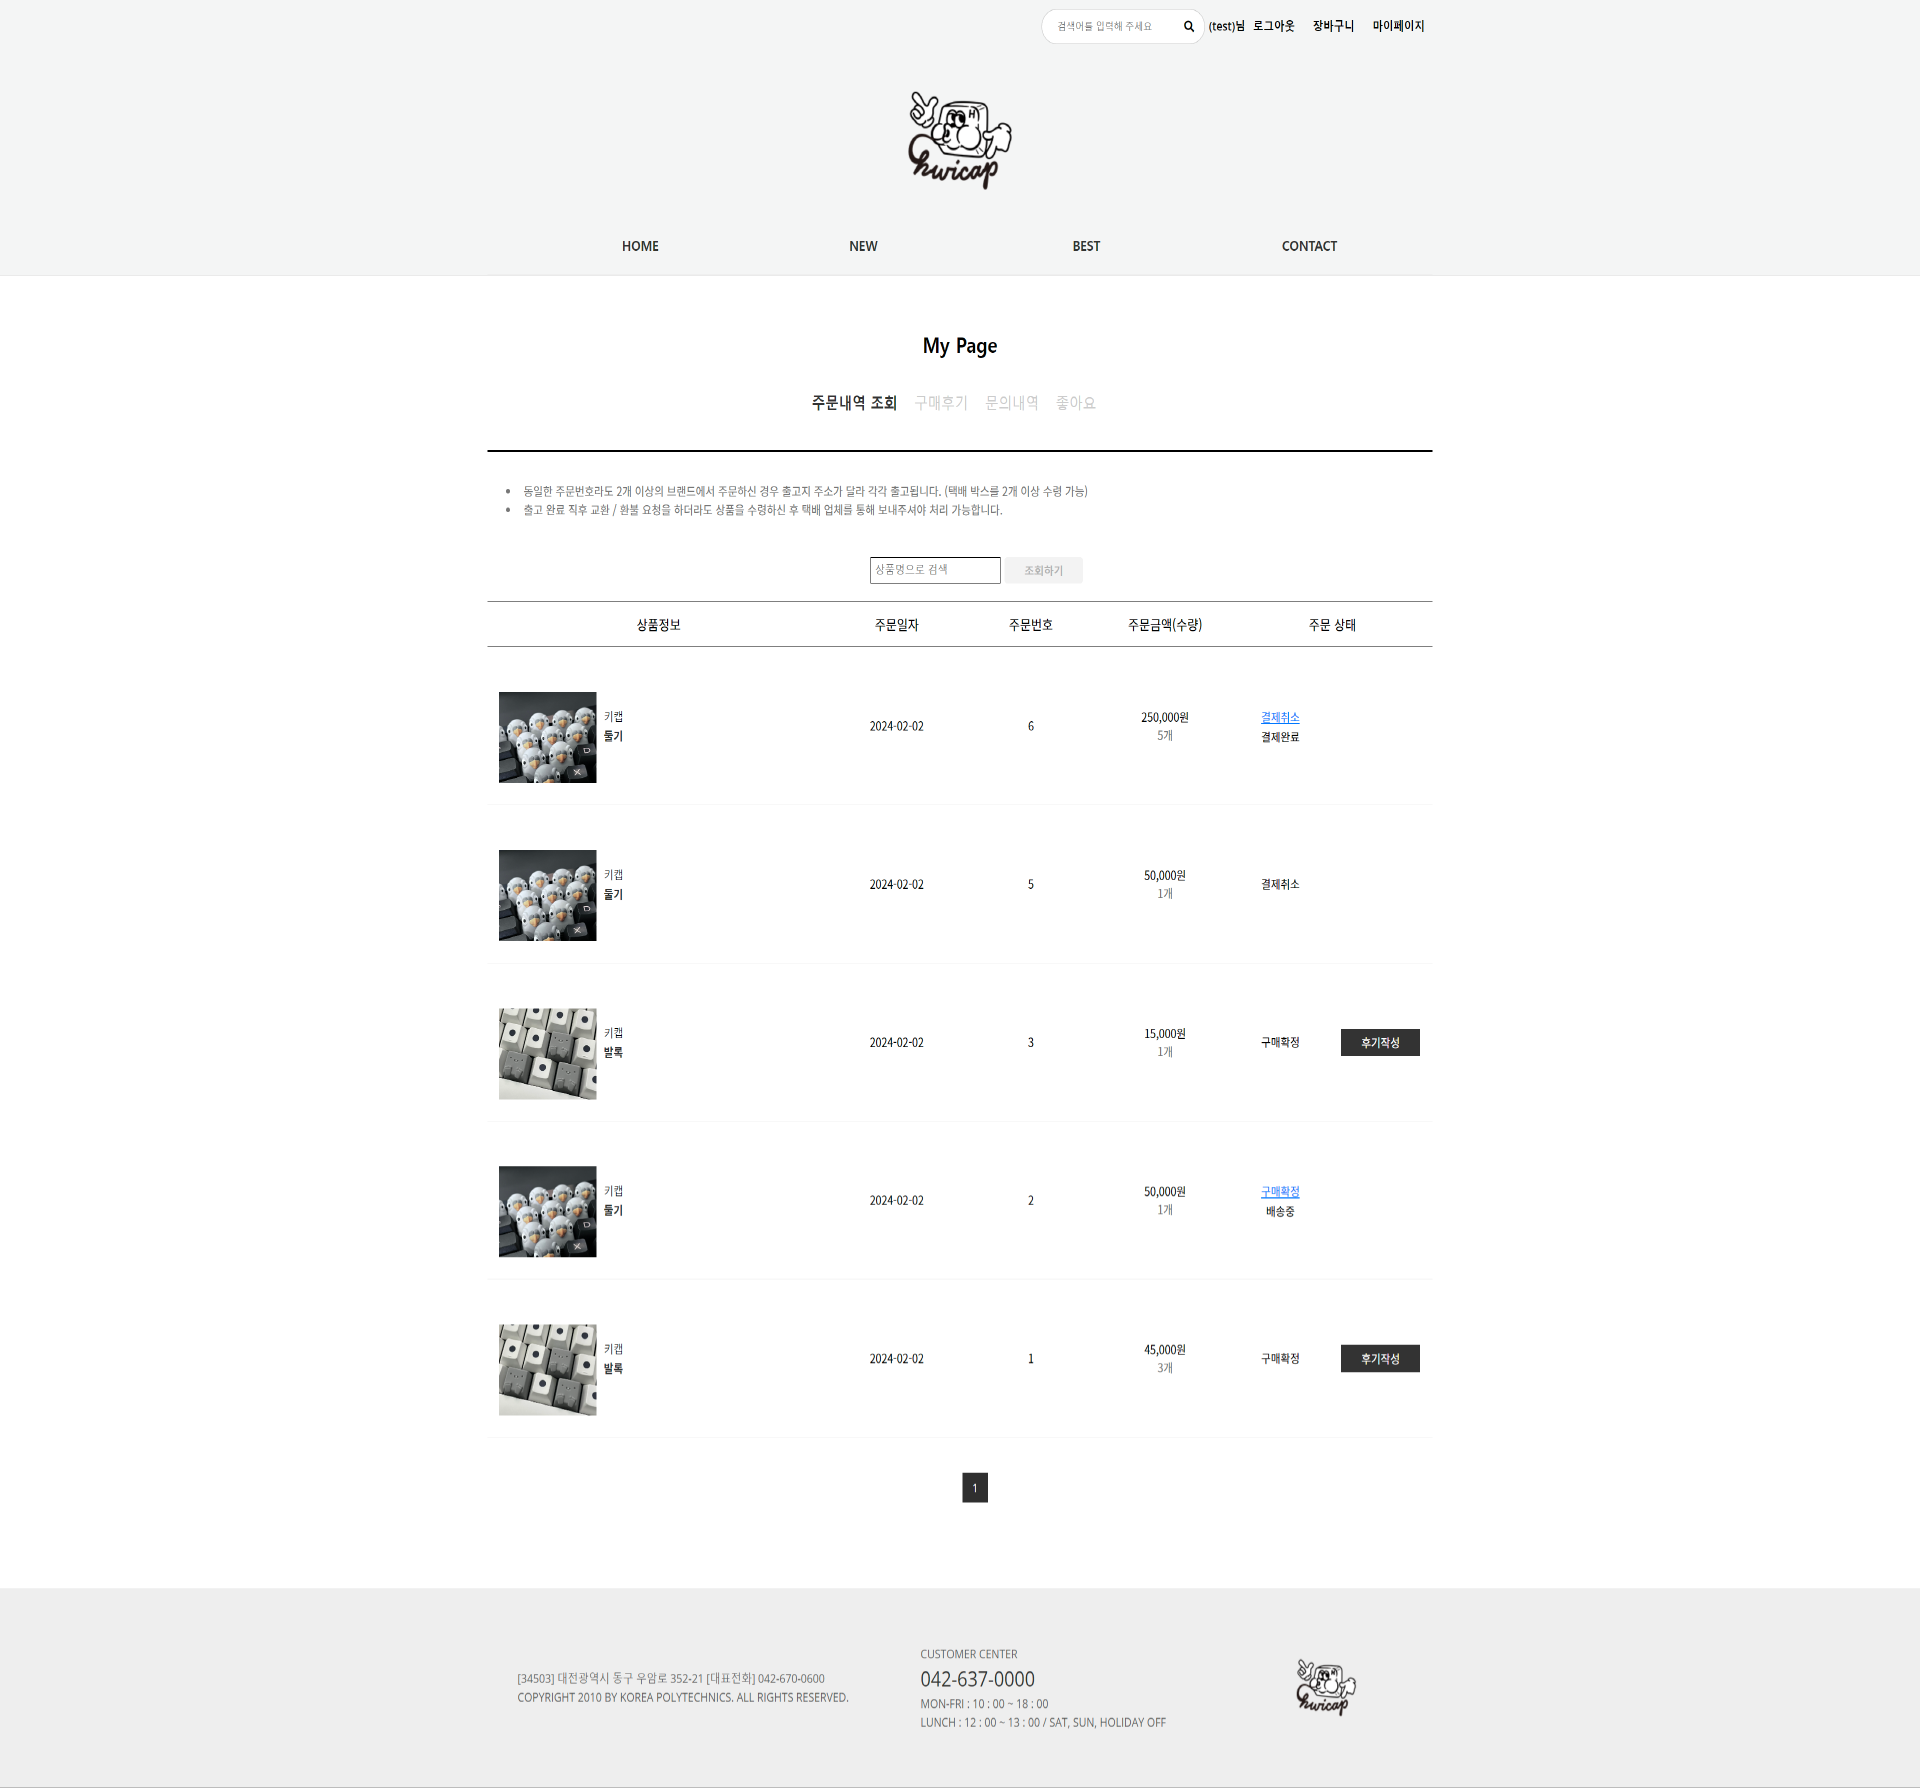 검색어를 입력해 주세요 (test)님 로그아웃 장바구니 마이페이지
H
hwicap
HOME NEW BEST CONTACT
My Page
주문내역 조회 구매후기 문의내역 좋아요
동일한 주문번호라도 2개 이상의 브랜드에서 주문하신 경우 출고지 주소가 달라 각각 출고됩니다. (택배 박스를 2개 이상 수령 가능)
출고 완료 직후 교환 / 환불 요청을 하더라도 상품을 수령하신 후 택배 업체를 통해 보내주셔야 처리 가능합니다.
상품명으로 검색 조회하기
상품정보 주문일자 주문번호 주문금액(수량) 주문 상태
키캡
둘기
2024-02-02
6
250,000원
5개
결제취소
결제완료
키캡
둘기
2024-02-02
5
50,000원
1개
결제취소
키캡
발록
2024-02-02
3
15,000원
1개
구매확정
후기작성
키캡
둘기
2024-02-02
2
50,000원
1개
구매확정
배송중
키캡
발록
2024-02-02
1
45,000원
3개
구매확정
후기작성
1
[34503] 대전광역시 동구 우암로 352-21 [대표전화] 042-670-0600
COPYRIGHT 2010 BY KOREA POLYTECHNICS. ALL RIGHTS RESERVED.
CUSTOMER CENTER
042-637-0000
MON-FRI : 10 : 00 ~ 18 : 00
LUNCH : 12 : 00 ~ 13 : 00 / SAT, SUN, HOLIDAY OFF
hwicap